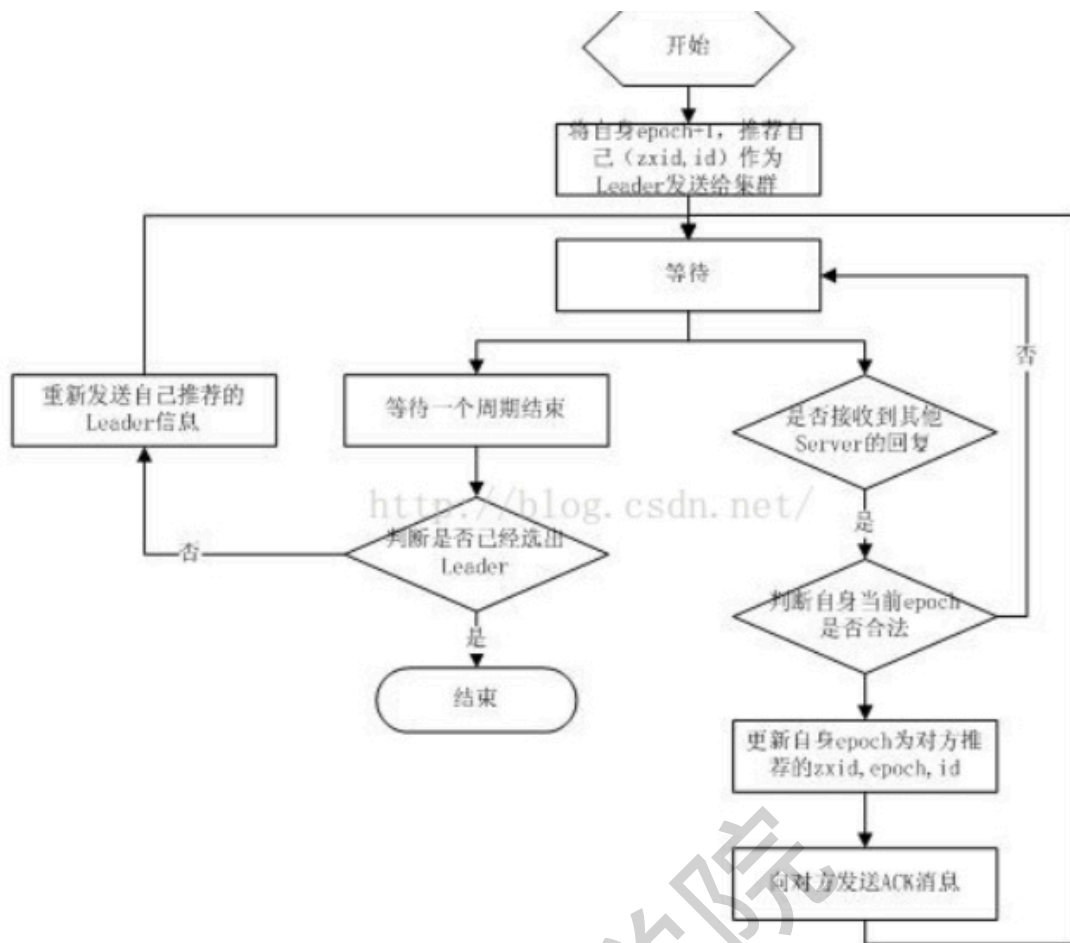 开始
将自身epoch+1，推荐自
己（zxid,id）作为
Leader发送给集群
等待
否
重新发送自己推荐的
Leader信息
等待一个周期结束
是否接收到其他
Server的回复
http://blog.csdn.net/
是
否
判断是否已经选出
Leader
判断自身当前epoch
是否合法
是
结束
更新自身epoch为对方推
荐的zxid,epoch,id
向对方发送ACK消息
学院